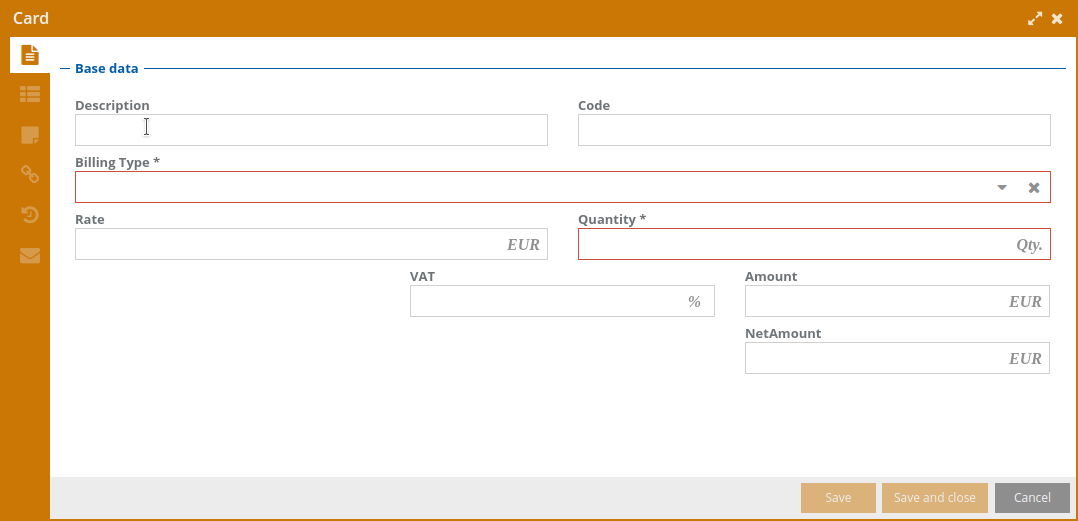 Card
Base data
Description Code
Billing Type *
Rate Quantity *
EUR Qty.
VAT Amount
% EUR
NetAmount
EUR
Save Save and close Cancel